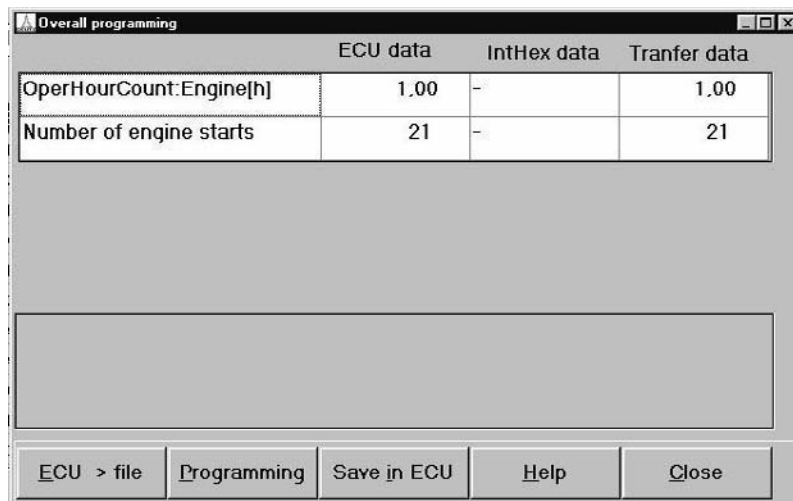 Overall programming
ECU data IntHex data Tranfer data
OperHourCount:Engine[h] 1,00 - 1,00
Number of engine starts 21 - 21
ECU > file Programming Save in ECU Help Close